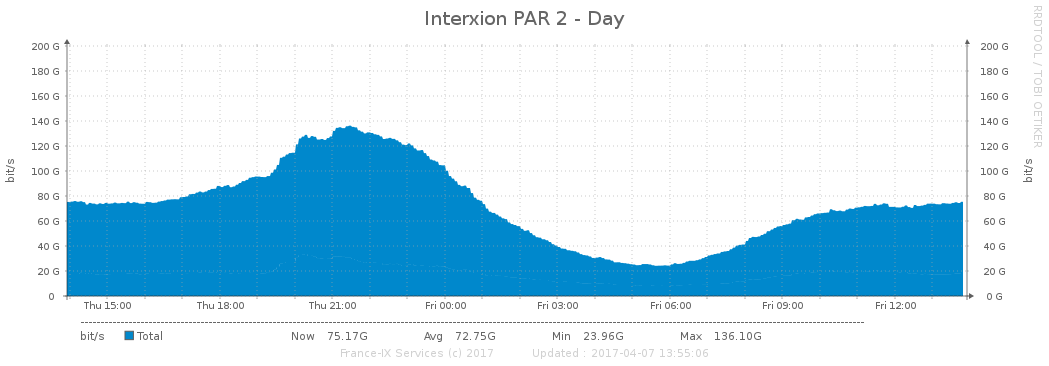 Interxion PAR 2 - Day
RRDTOOL / TOBI OETIKER
bit/s
200 G 200 G
180 G 180 G
160 G 160 G
140 G 140 G
120 G 120 G
100 G 100 G
80 G 80 G
60 G 60 G
40 G 40 G
20 G 20 G
0 0 G
bit/s
Thu 15:00 Thu 18:00 Thu 21:00 Fri 00:00 Fri 03:00 Fri 06:00 Fri 09:00 Fri 12:00
bit/s Total Now 75.17G Avg 72.75G Min 23.96G Max 136.10G
France-IX Services (c) 2017 Updated : 2017-04-07 13:55:06